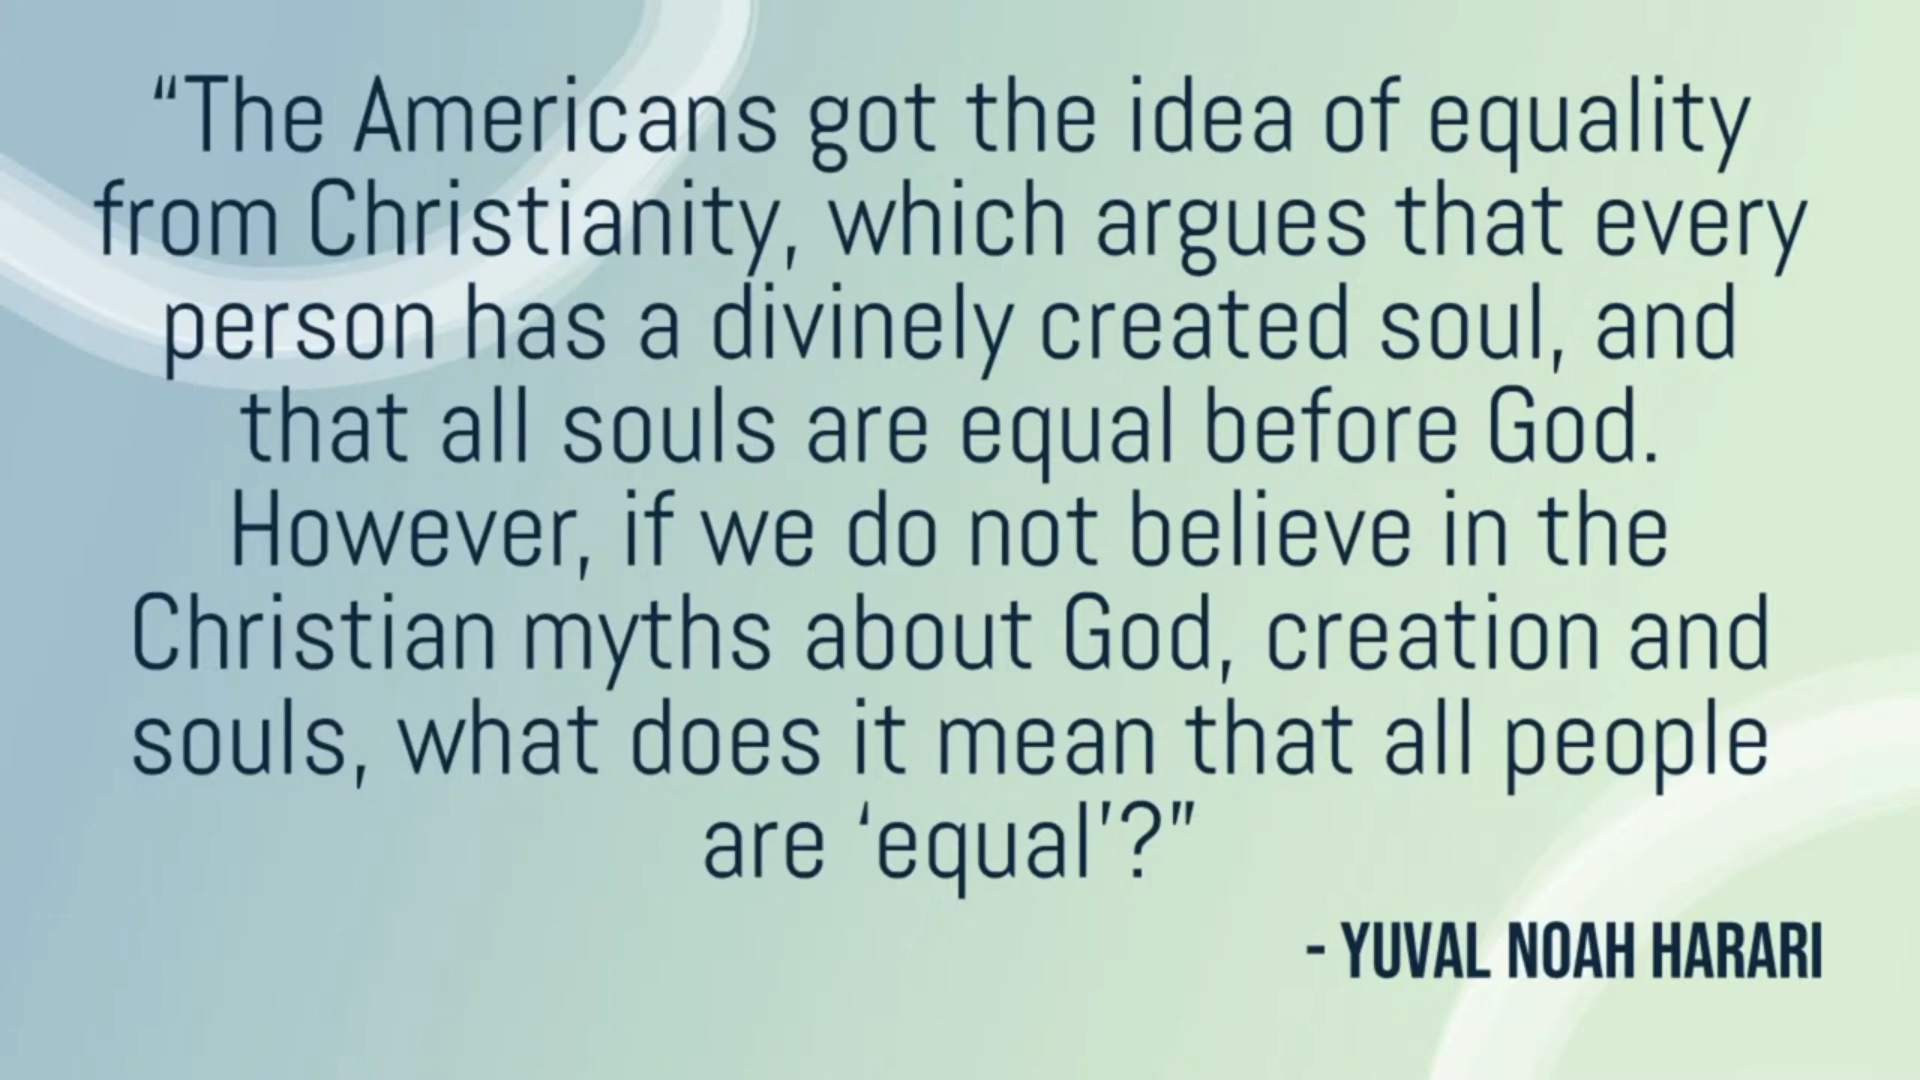 “The Americans got the idea of equality
from Christianity, which argues that every
person has a divinely created soul, and
that all souls are equal before God.
However, if we do not believe in the
Christian myths about God, creation and
souls, what does it mean that all people
are ‘equal’?”
- YUVAL NOAH HARARI